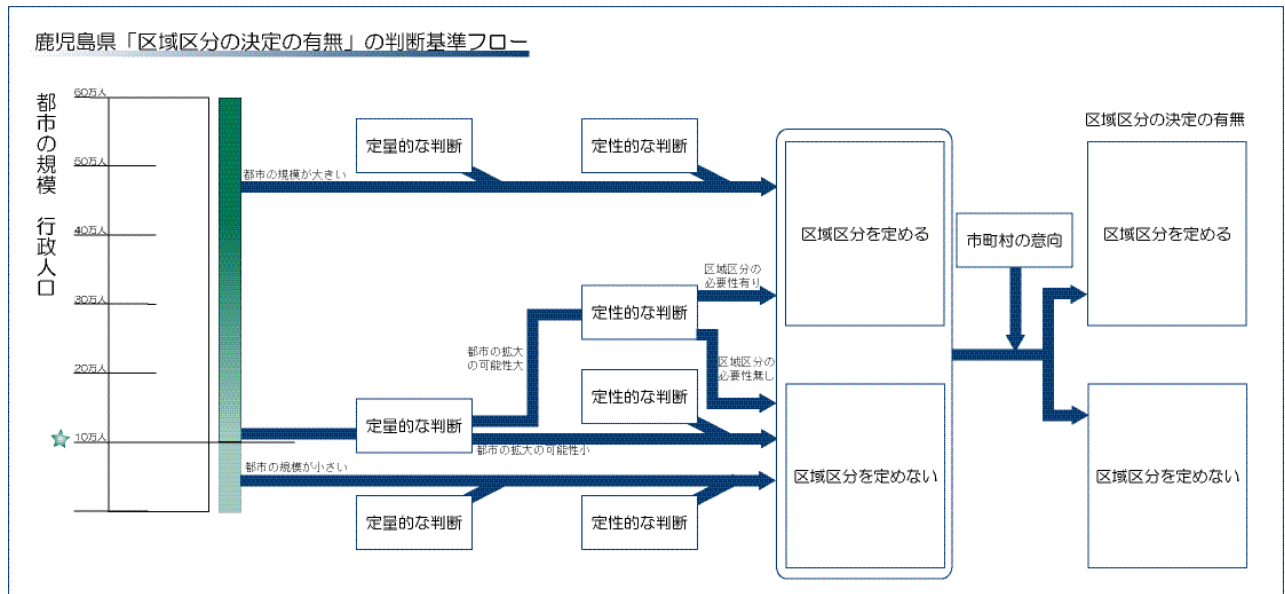 鹿児島県「区域区分の決定の有無」の判断基準フロー
都市の規模　行政人口
60万人
50万人
40万人
30万人
20万人
10万人
都市の規模が大きい
定量的な判断
定性的な判断
都市の拡大
の可能性大
定量的な判断
定性的な判断
区域区分の
必要性有り
区域区分の
必要性無し
定性的な判断
都市の拡大の可能性小
都市の規模が小さい
定量的な判断
定性的な判断
区域区分を定める
区域区分を定めない
市町村の意向
区域区分の決定の有無
区域区分を定める
区域区分を定めない